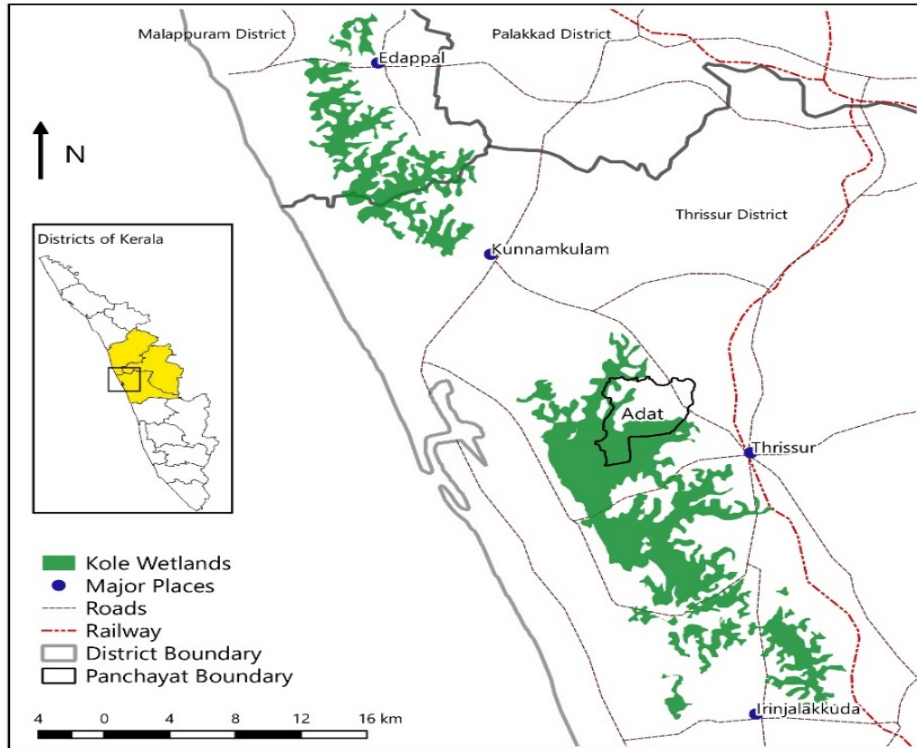 Malappuram District
Palakkad District
Edappal
N
Thrissur District
Districts of Kerala
Kunnamkulam
Adat
Thrissur
Kole Wetlands
Major Places
Roads
Railway
District Boundary
Panchayat Boundary
Irinjalakkuda
4 0 4 8 12 16 km